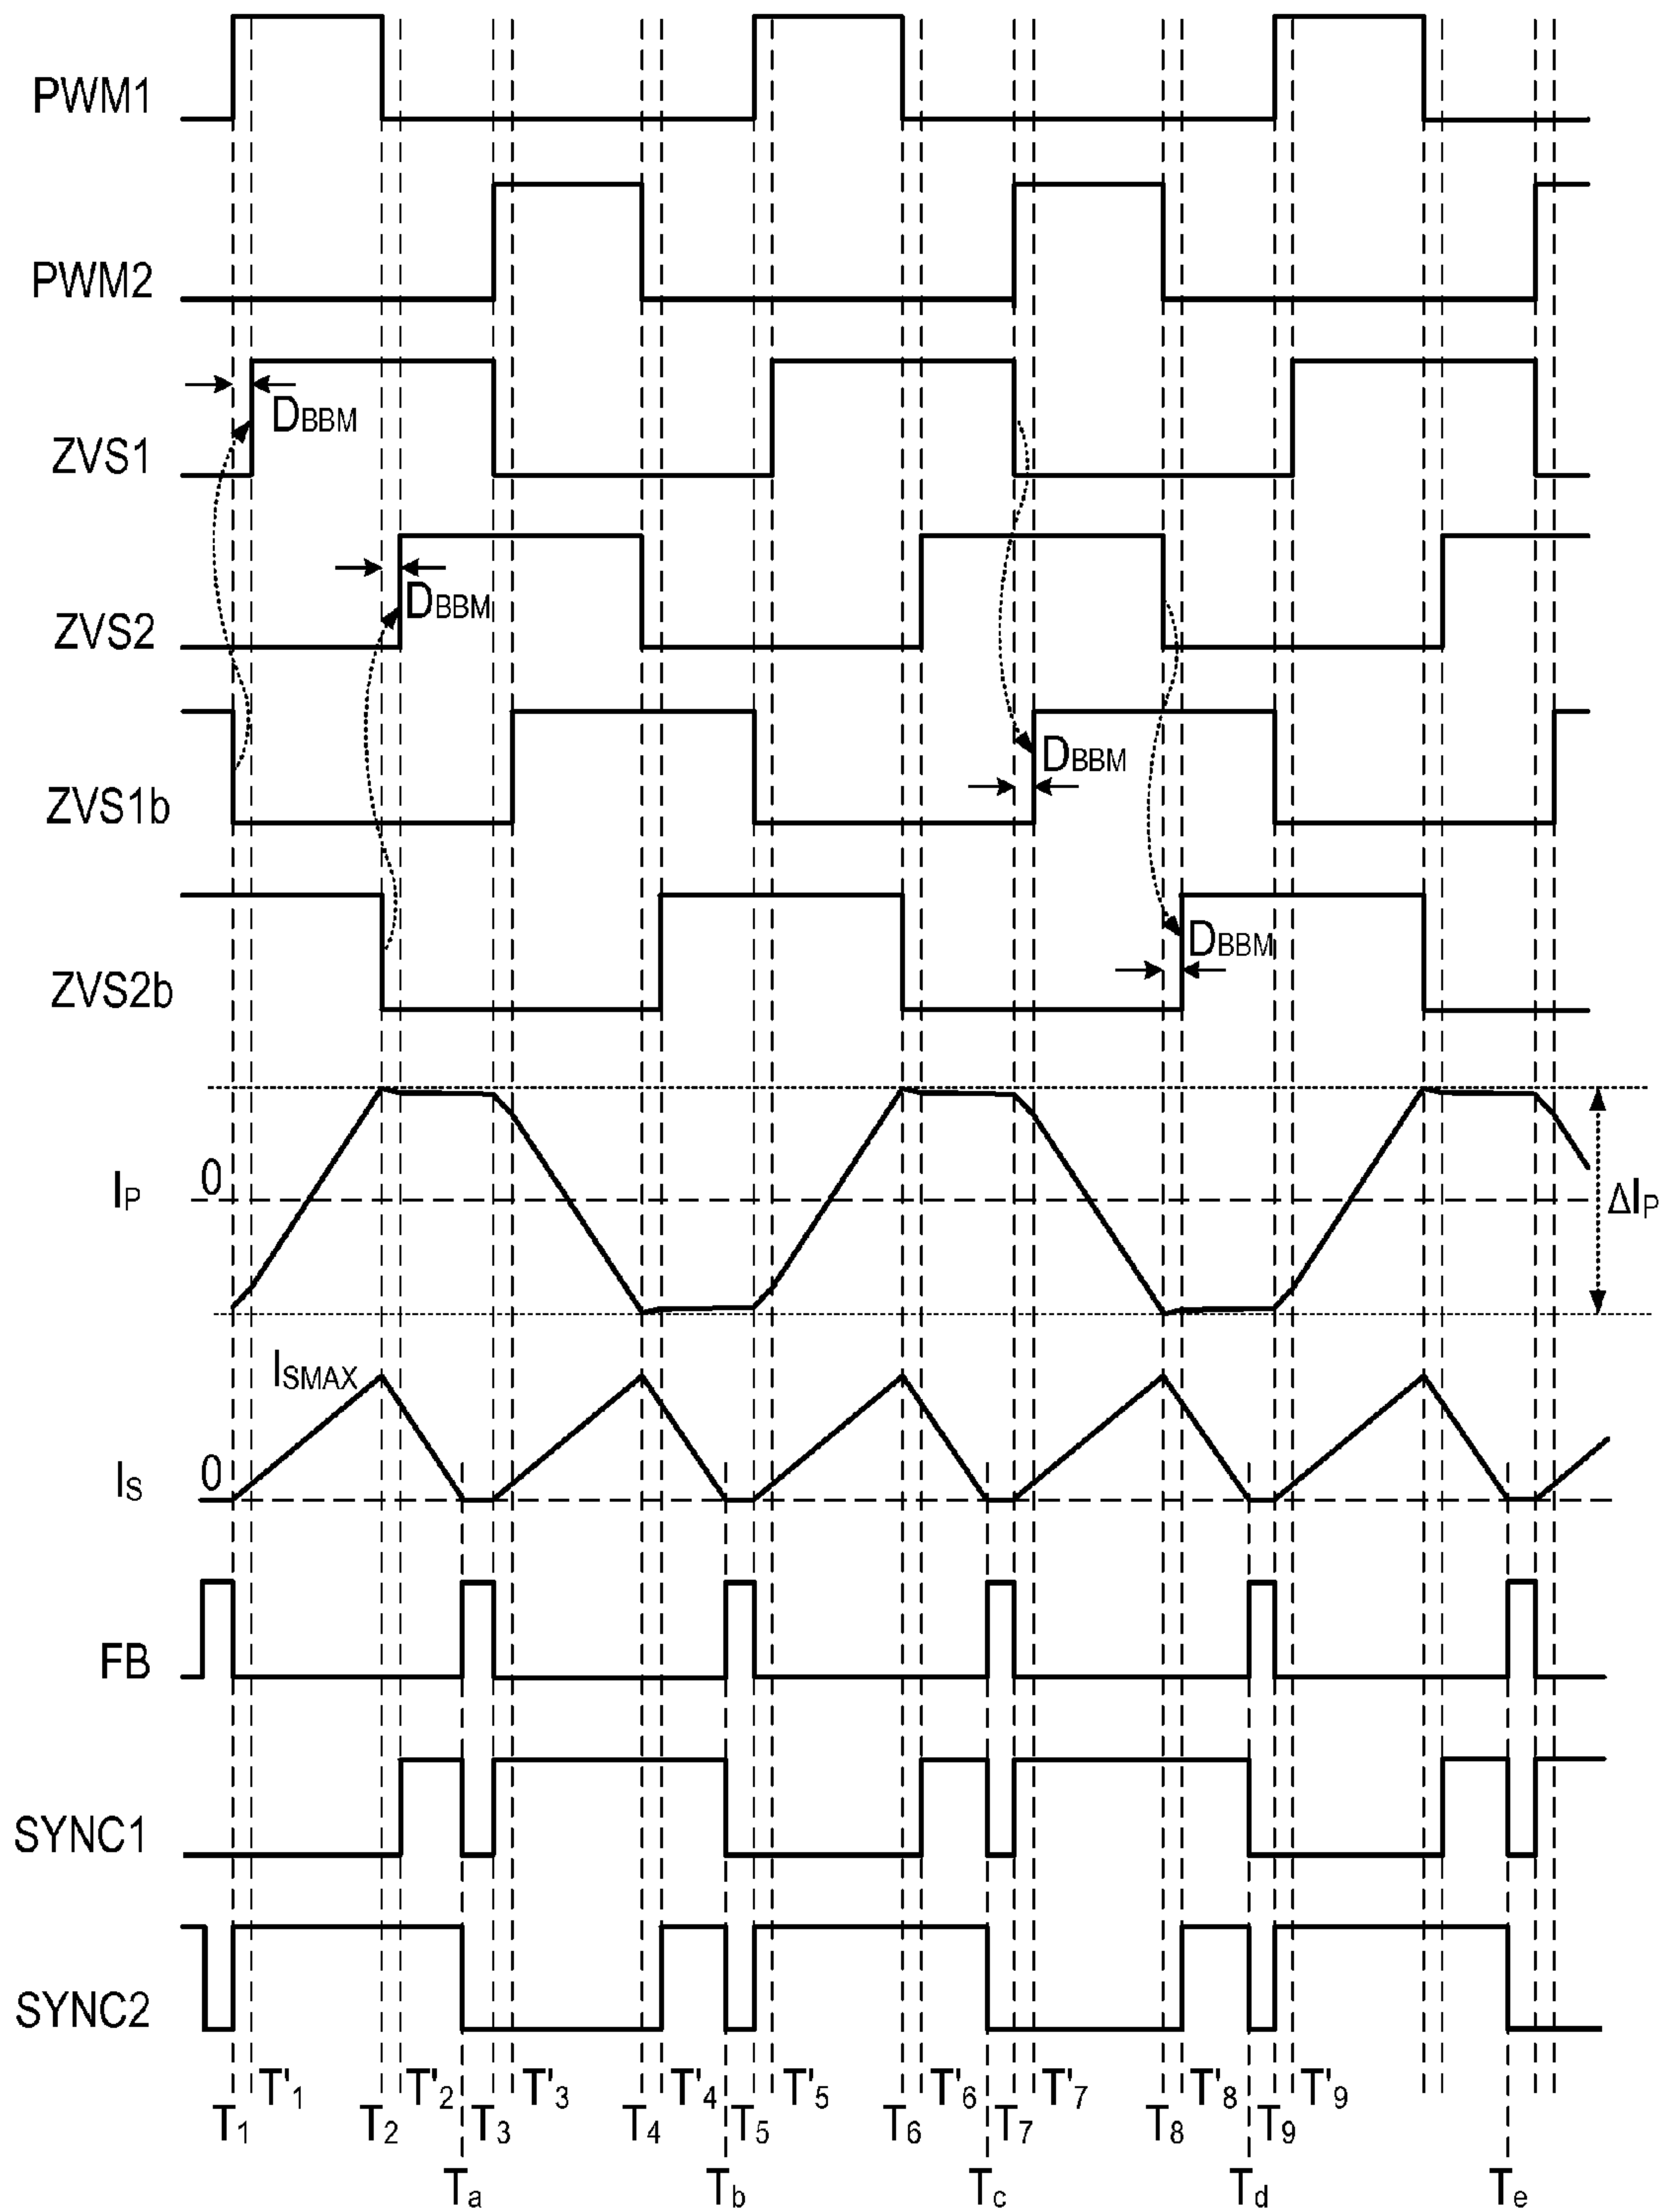 PWM1
PWM2
DBBM
ZVS1
DBBM
ZVS2
DBBM
ZVS1b
DBBM
ZVS2b
0
IP
ΔIP
ISMAX
0
IS
FB
SYNC1
SYNC2
T'1 T'2 T'3 T'4 T'5 T'6 T'7 T'8 T'9
T1 T2 T3 T4 T5 T6 T7 T8 T9
Ta Tb Tc Td Te